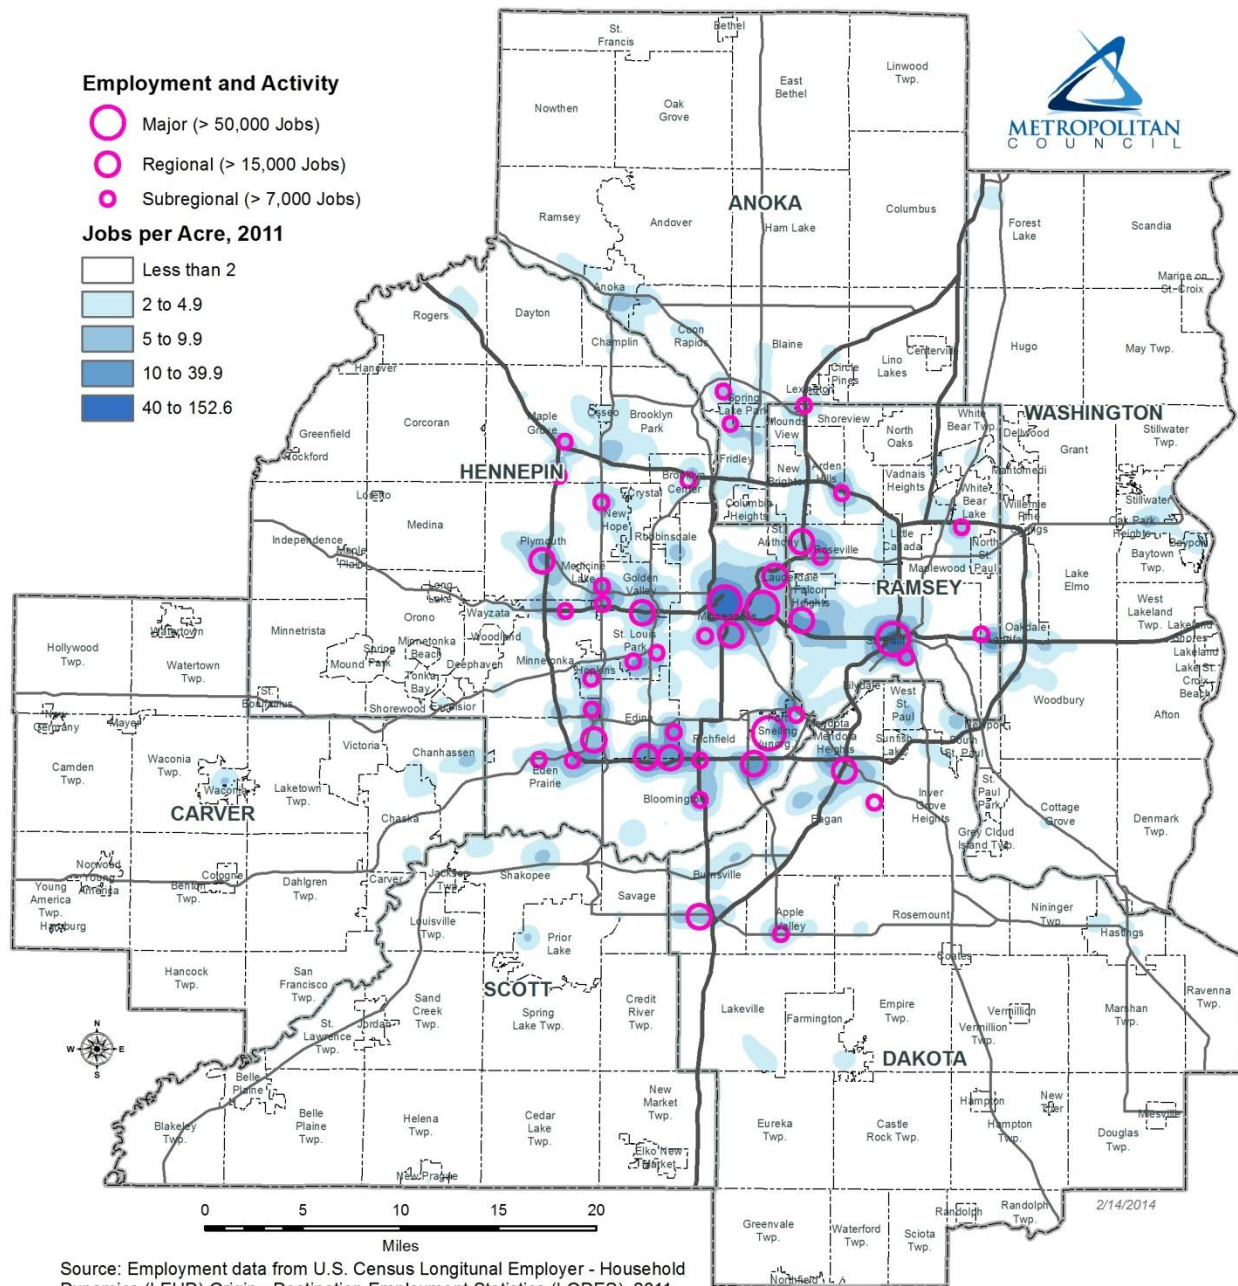 METROPOLITAN
COUNCIL
Employment and Activity
Major (> 50,000 Jobs)
Regional (> 15,000 Jobs)
Subregional (> 7,000 Jobs)
Jobs per Acre, 2011
Less than 2
2 to 4.9
5 to 9.9
10 to 39.9
40 to 152.6
St.
Francis
Bethel
Linwood
Twp.
East
Bethel
Nowthen
Oak
Grove
ANOKA
Ramsey
Andover
Ham Lake
Columbus
Forest
Lake
Scandia
Marine on
St. Croix
Anoka
Rogers
Dayton
Champlin
Coon
Rapids
Blaine
Centerville
Lino
Lakes
Circle
Pines
Hugo
May Twp.
Hanover
Lexington
Spring
Lake Park
Osseo
Brooklyn
Park
Maple
Grove
Corcoran
Greenfield
Rockford
Mounds
View
Shoreview
North
Oaks
White
Bear Twp.
WASHINGTON
Dellwood
Grant
Stillwater
Twp.
HENNEPIN
Fridley
New
Brighton
Arden
Hills
Vadnais
Heights
Mahtomedi
White
Bear
Lake
Willernie
Pine
Springs
Stillwater
Oak Park
Heights
Bayport
Baytown
Twp.
Loretto
Medina
Brooklyn
Center
Crystal
New
Hope
Robbinsdale
Columbia
Heights
St.
Anthony
Roseville
Little
Canada
Maplewood
North
St.
Paul
Lake
Elmo
Independence
Maple
Plain
Plymouth
Medicine
Lake
Golden
Valley
Lauderdale
Falcon
Heights
RAMSEY
West
Lakeland
Twp.
Lakeland
Shores
Lakeland
Lake St.
Croix
Beach
Long
Lake
Orono
Wayzata
Woodland
Minneapolis
St. Paul
Oakdale
Landfall
Watertown
Hollywood
Twp.
Watertown
Twp.
Minnetrista
Minnetonka
Beach
Spring
Park
Mound
Tonka
Bay
Deephaven
Minnetonka
St. Louis
Park
Hopkins
Woodbury
Afton
St.
Bonifacius
Shorewood
Excelsior
Edina
Richfield
Fort
Snelling
Unorg.
Lilydale
Mendota
Mendota
Heights
West
St.
Paul
Sunfish
Lake
South
St. Paul
Newport
New
Germany
Mayer
Victoria
Chanhassen
Camden
Twp.
Waconia
Twp.
Waconia
Laketown
Twp.
Eden
Prairie
Bloomington
Eagan
Inver
Grove
Heights
St.
Paul
Park
Cottage
Grove
Grey Cloud
Island Twp.
Denmark
Twp.
CARVER
Chaska
Norwood
Young
America
Young
America
Twp.
Hamburg
Benton
Twp.
Cologne
Dahlgren
Twp.
Carver
Jackson
Twp.
Shakopee
Savage
Burnsville
Louisville
Twp.
Apple
Valley
Rosemount
Nininger
Twp.
Hastings
Hancock
Twp.
San
Francisco
Twp.
Prior
Lake
SCOTT
Coates
Sand
Creek
Twp.
Spring
Lake Twp.
Credit
River
Twp.
Lakeville
Farmington
Empire
Twp.
Vermillion
Vermillion
Twp.
Marshan
Twp.
Ravenna
Twp.
St.
Lawrence
Twp.
Jordan
DAKOTA
N
W
E
S
Belle
Plaine
Blakeley
Twp.
Belle
Plaine
Twp.
Helena
Twp.
Cedar
Lake
Twp.
New
Market
Twp.
Elko New
Market
New Prague
Eureka
Twp.
Castle
Rock Twp.
Hampton
Hampton
Twp.
New
Trier
Miesville
Douglas
Twp.
Greenvale
Twp.
Waterford
Twp.
Sciota
Twp.
Randolph
Randolph
Twp.
Northfield
2/14/2014
0 5 10 15 20
Miles
Source: Employment data from U.S. Census Longitunal Employer - Household
Dynamics (LEHD) Origin - Destination Employment Statistics (LODES), 2011